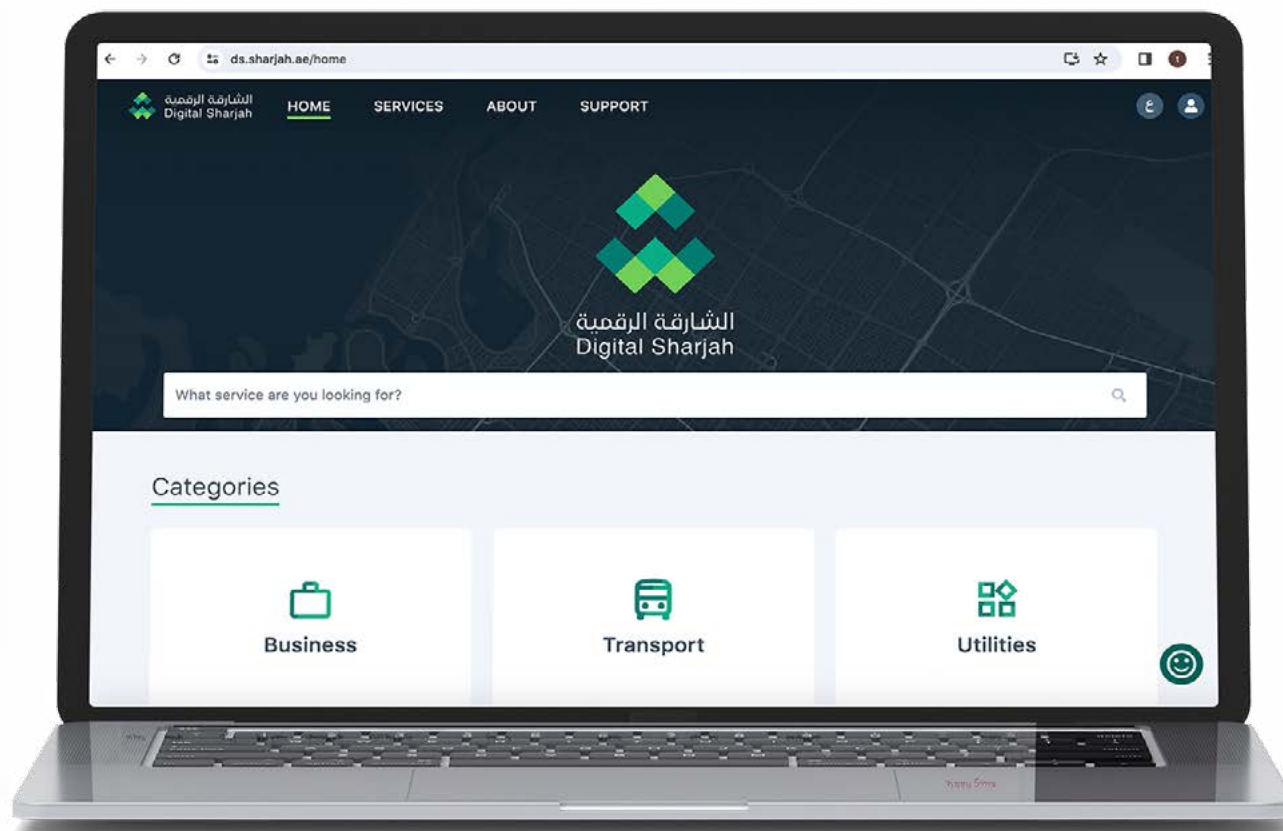 ds.sharjah.ae/home
الشارقة الرقمية
Digital Sharjah
HOME SERVICES ABOUT SUPPORT
ع
الشارقة الرقمية
Digital Sharjah
What service are you looking for?
Categories
Business Transport Utilities